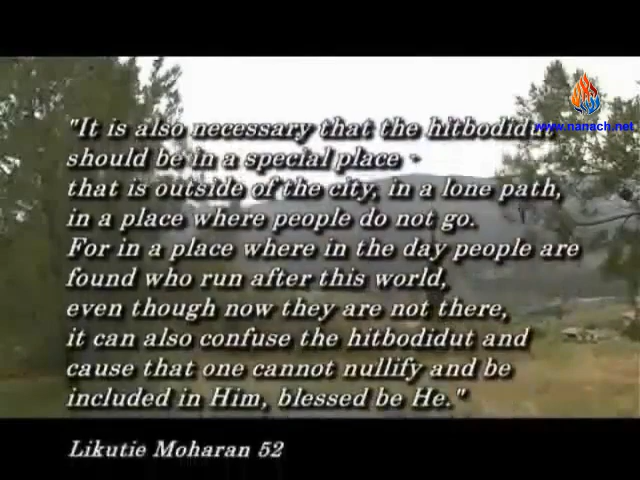 www.nanach.net
"It is also necessary that the hitbodidut
should be in a special place -
that is outside of the city, in a lone path,
in a place where people do not go.
For in a place where in the day people are
found who run after this world,
even though now they are not there,
it can also confuse the hitbodidut and
cause that one cannot nullify and be
included in Him, blessed be He."
Likutie Moharan 52